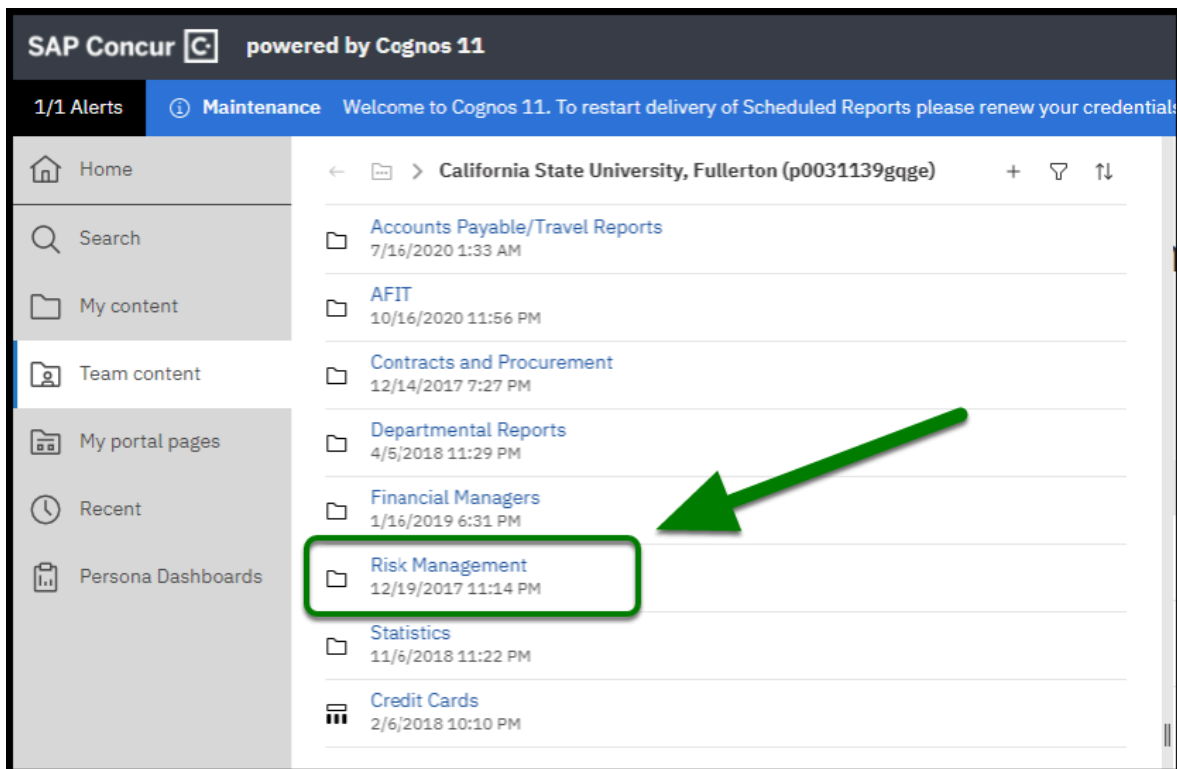 SAP Concur C powered by Cognos 11
1/1 Alerts Maintenance Welcome to Cognos 11. To restart delivery of Scheduled Reports please renew your credentials
Home
Search
My content
Team content
My portal pages
Recent
Persona Dashboards
California State University, Fullerton (p0031139gqge)
Accounts Payable/Travel Reports
7/16/2020 1:33 AM
AFIT
10/16/2020 11:56 PM
Contracts and Procurement
12/14/2017 7:27 PM
Departmental Reports
4/5/2018 11:29 PM
Financial Managers
1/16/2019 6:31 PM
Risk Management
12/19/2017 11:14 PM
Statistics
11/6/2018 11:22 PM
Credit Cards
2/6/2018 10:10 PM